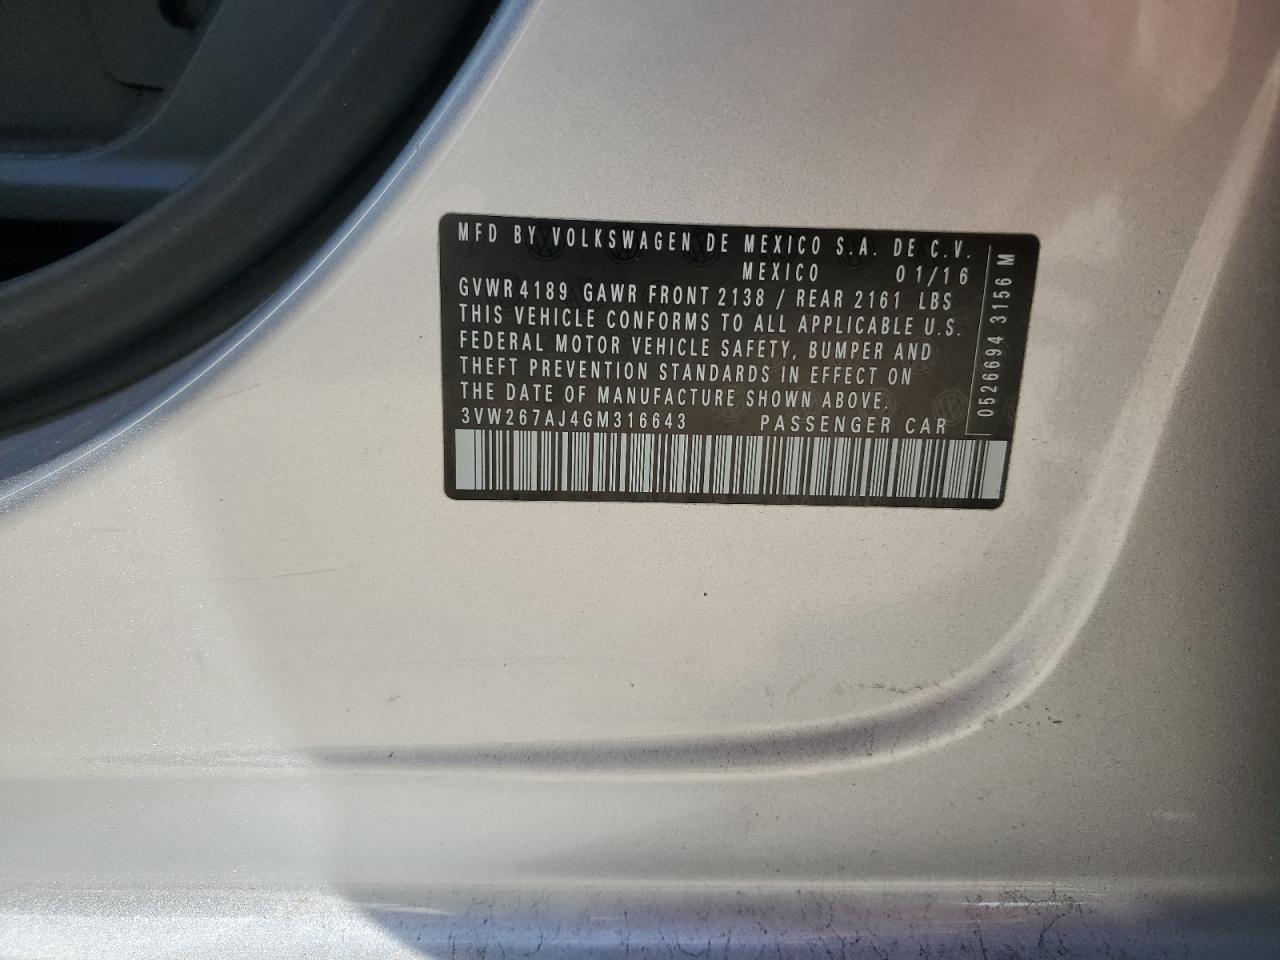 MFD BY VOLKSWAGEN DE MEXICO S.A. DE C.V.
MEXICO 01/16
GVWR 4189 GAWR FRONT 2138 / REAR 2161 LBS
THIS VEHICLE CONFORMS TO ALL APPLICABLE U.S.
FEDERAL MOTOR VEHICLE SAFETY, BUMPER AND
THEFT PREVENTION STANDARDS IN EFFECT ON
THE DATE OF MANUFACTURE SHOWN ABOVE.
3VW267AJ4GM316643 PASSENGER CAR
0526694 3156 M